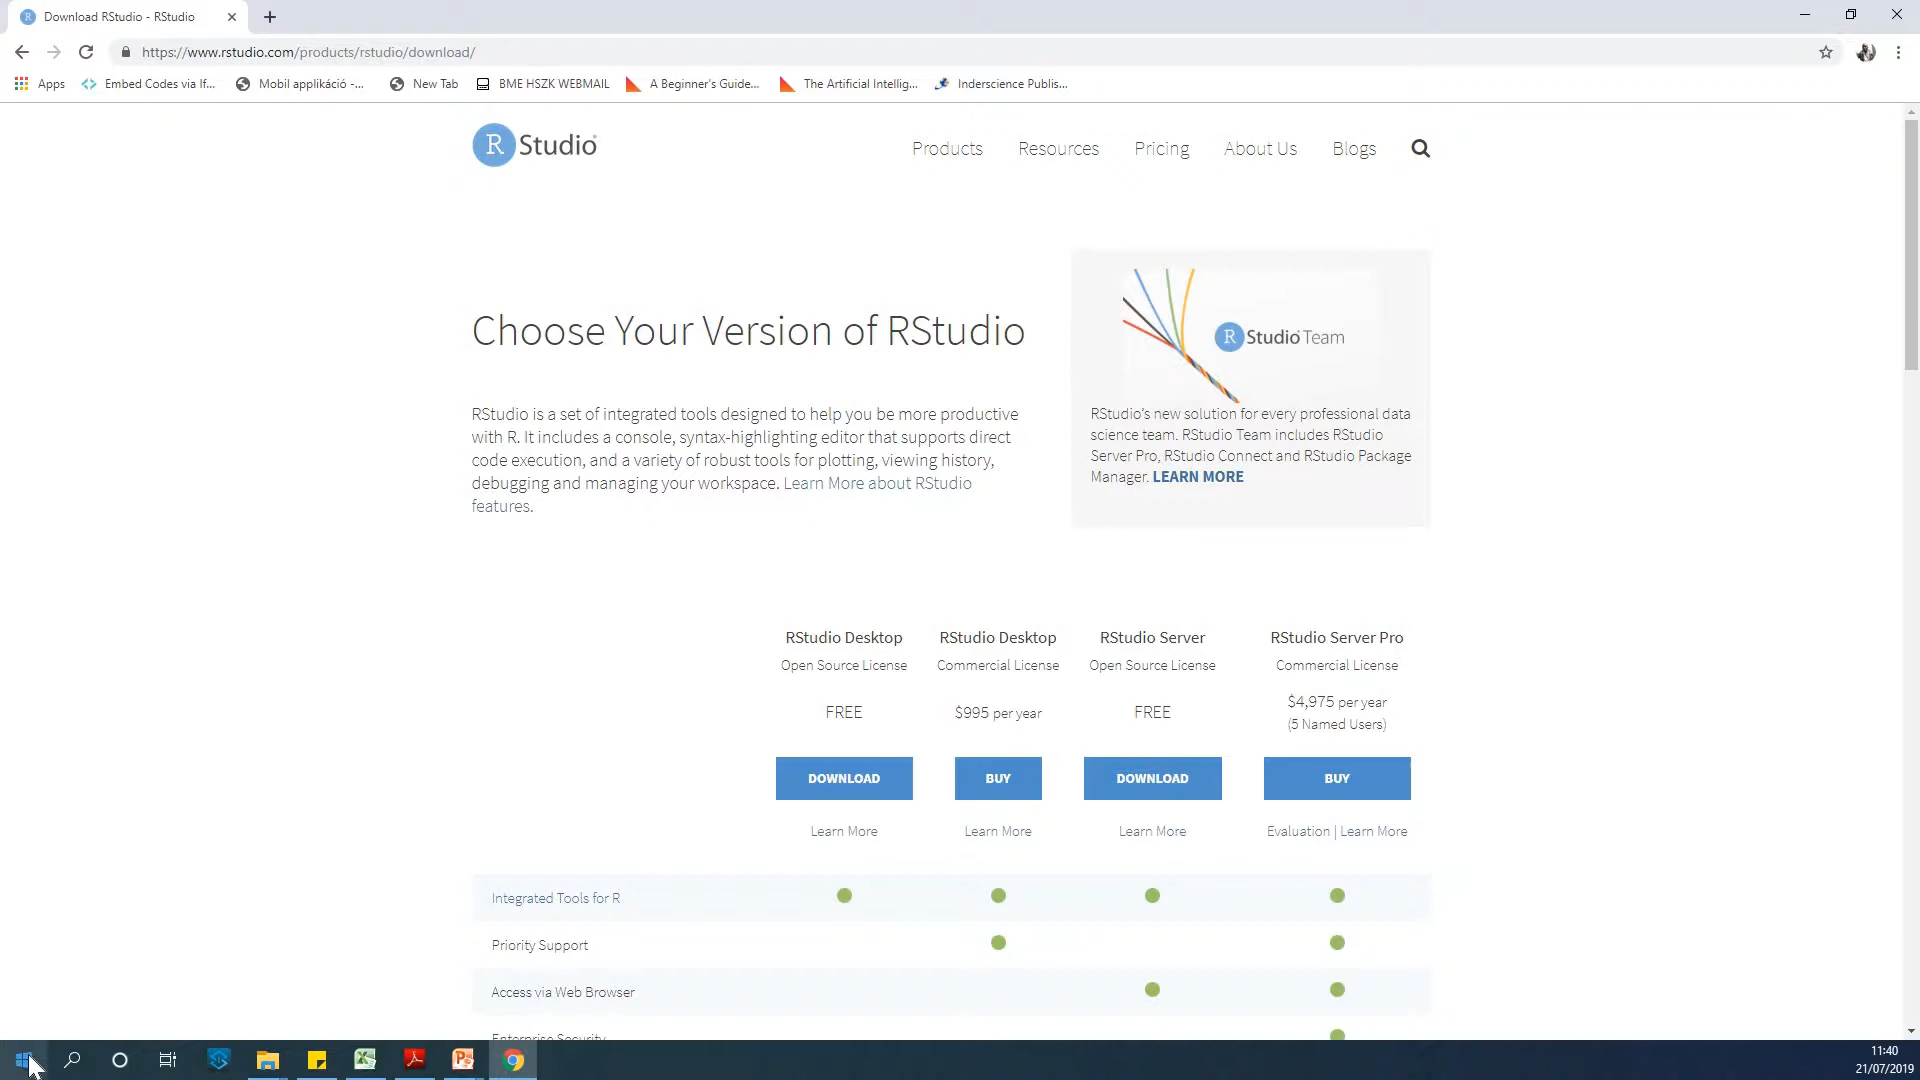 Download RStudio - RStudio
https://www.rstudio.com/products/rstudio/download/
Apps
Embed Codes via If...
Mobil applikáció -...
New Tab
BME HSZK WEBMAIL
A Beginner's Guide...
The Artificial Intellig...
Inderscience Publis...
R Studio
Products
Resources
Pricing
About Us
Blogs
Choose Your Version of RStudio
RStudio is a set of integrated tools designed to help you be more productive
with R. It includes a console, syntax-highlighting editor that supports direct
code execution, and a variety of robust tools for plotting, viewing history,
debugging and managing your workspace. Learn More about RStudio
features.
R Studio Team
RStudio's new solution for every professional data
science team. RStudio Team includes RStudio
Server Pro, RStudio Connect and RStudio Package
Manager. LEARN MORE
RStudio Desktop
Open Source License
FREE
DOWNLOAD
Learn More
RStudio Desktop
Commercial License
$995 per year
BUY
Learn More
RStudio Server
Open Source License
FREE
DOWNLOAD
Learn More
RStudio Server Pro
Commercial License
$4,975 per year
(5 Named Users)
BUY
Evaluation | Learn More
Integrated Tools for R
Priority Support
Access via Web Browser
Enterprise Security
11:40
21/07/2019